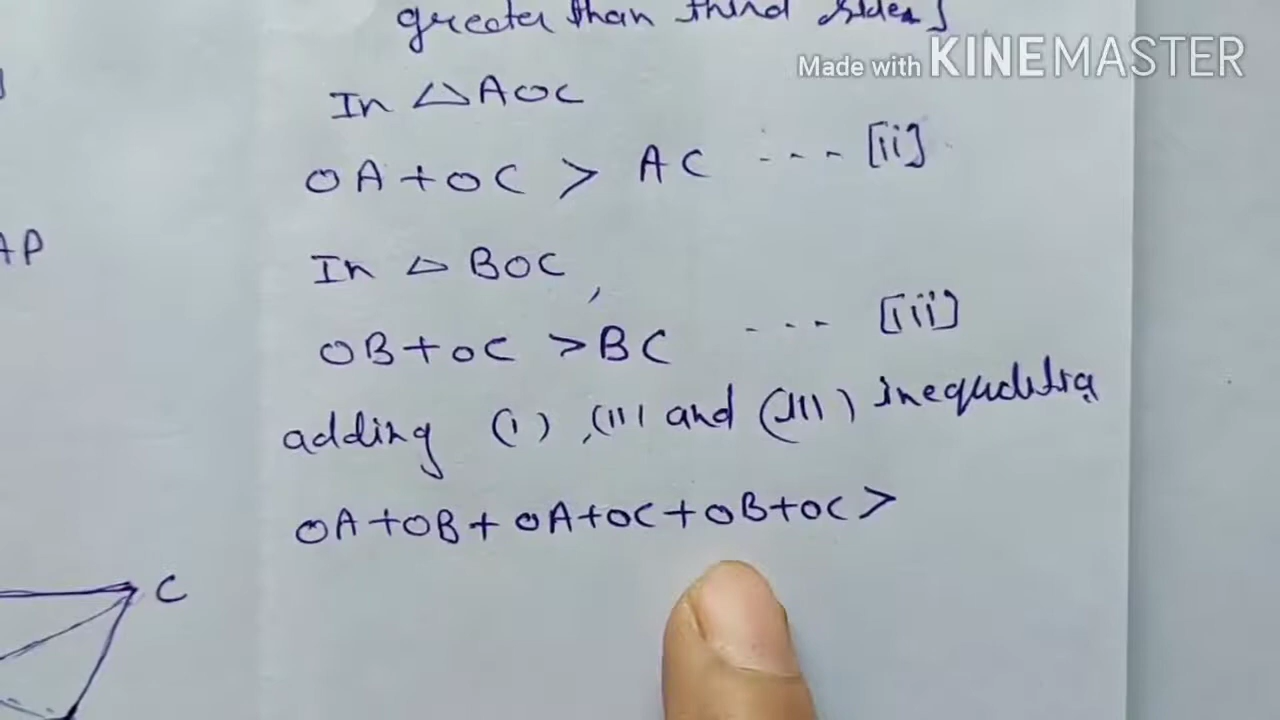 greater than third sides]
Made with KINEMASTER
In △AOC
OA+OC > AC --- [ii]
AP
In △ BOC,
OB+OC >BC --- [iii]
adding (i), (ii) and (III)
OA+OB+ OA+OC+OB+OC>
C